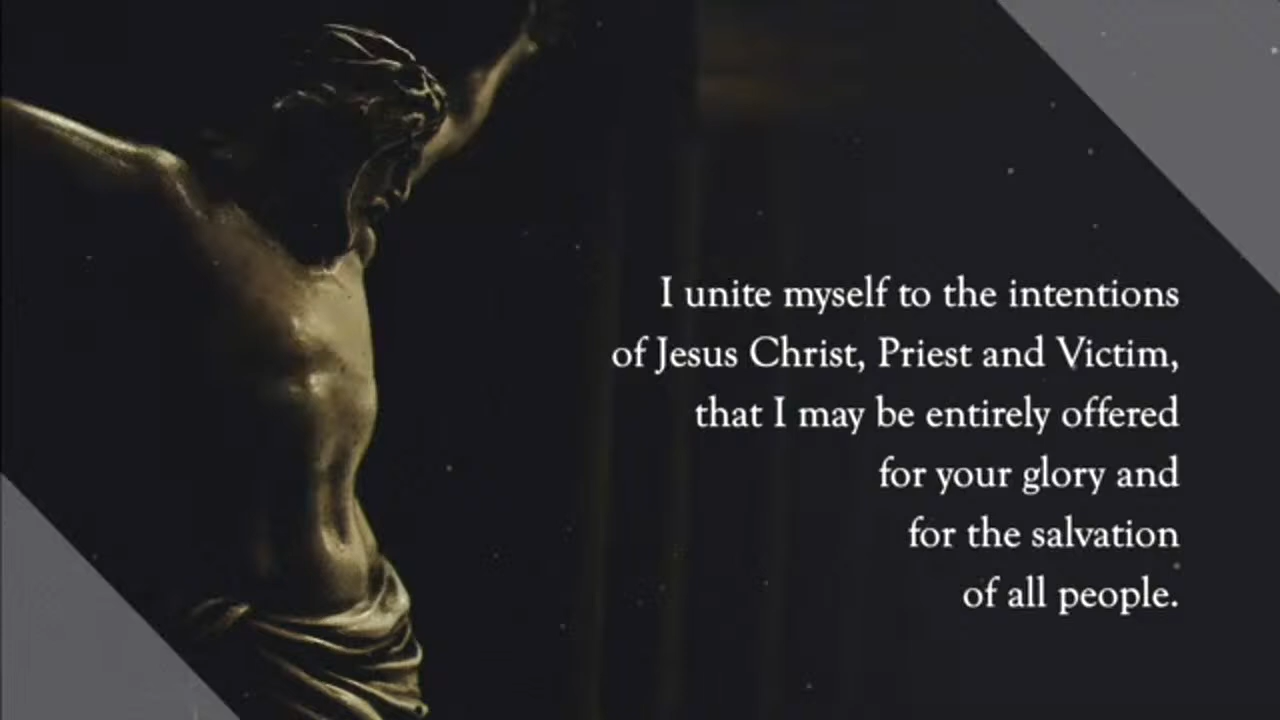 I unite myself to the intentions
of Jesus Christ, Priest and Victim,
that I may be entirely offered
for your glory and
for the salvation
of all people.